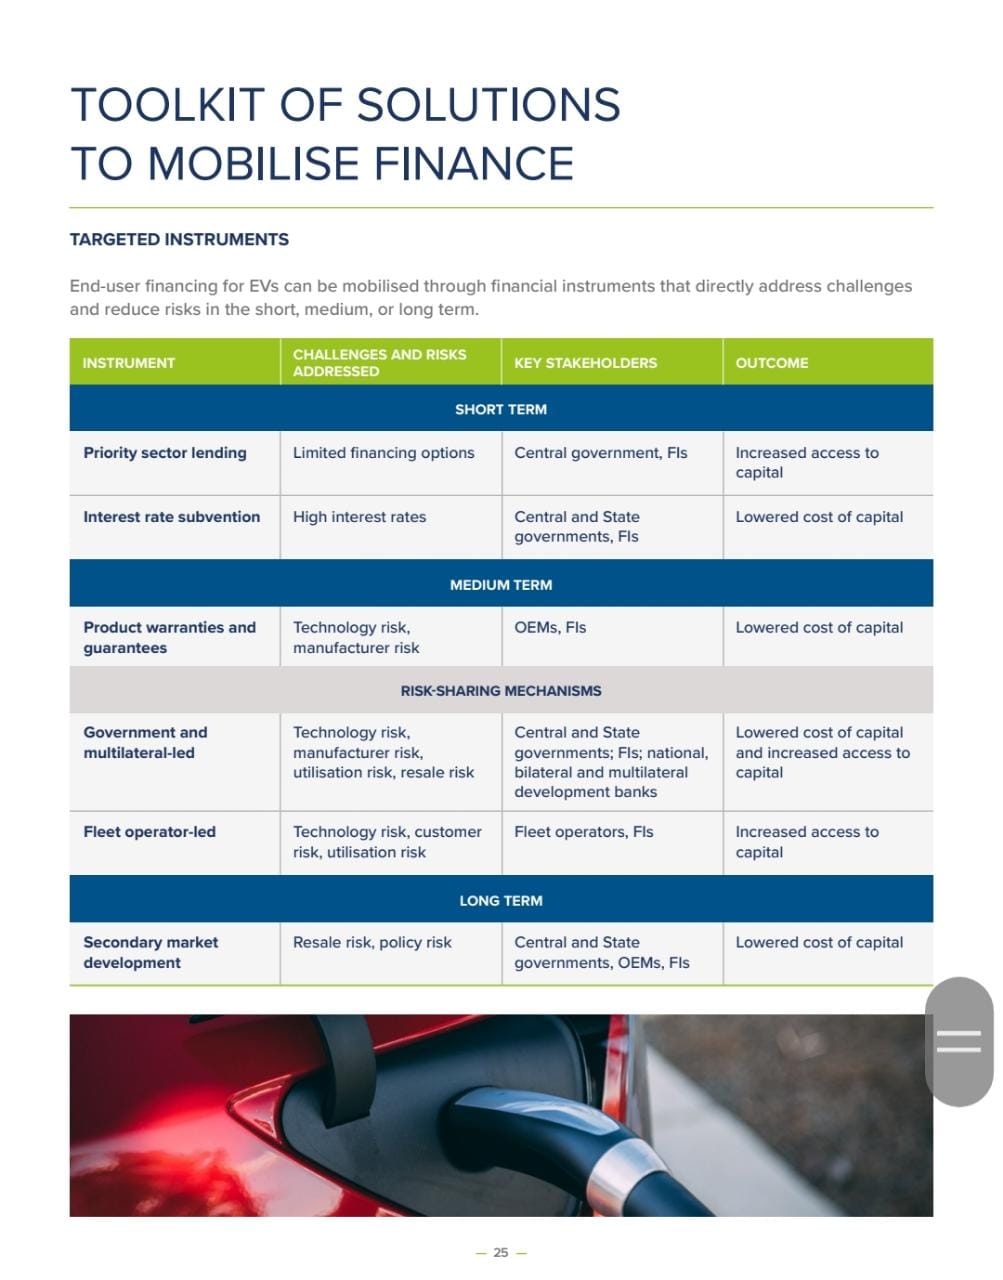 TOOLKIT OF SOLUTIONS
TO MOBILISE FINANCE
TARGETED INSTRUMENTS
End-user financing for EVs can be mobilised through financial instruments that directly address challenges
and reduce risks in the short, medium, or long term.
INSTRUMENT
CHALLENGES AND RISKS
ADDRESSED
KEY STAKEHOLDERS
OUTCOME
SHORT TERM
Priority sector lending
Limited financing options
Central government, FIs
Increased access to
capital
Interest rate subvention
High interest rates
Central and State
governments, FIs
Lowered cost of capital
MEDIUM TERM
Product warranties and
guarantees
Technology risk,
manufacturer risk
OEMs, FIs
Lowered cost of capital
RISK-SHARING MECHANISMS
Government and
multilateral-led
Technology risk,
manufacturer risk,
utilisation risk, resale risk
Central and State
governments; FIs; national,
bilateral and multilateral
development banks
Lowered cost of capital
and increased access to
capital
Fleet operator-led
Technology risk, customer
risk, utilisation risk
Fleet operators, FIs
Increased access to
capital
LONG TERM
Secondary market
development
Resale risk, policy risk
Central and State
governments, OEMs, FIs
Lowered cost of capital
— 25 —